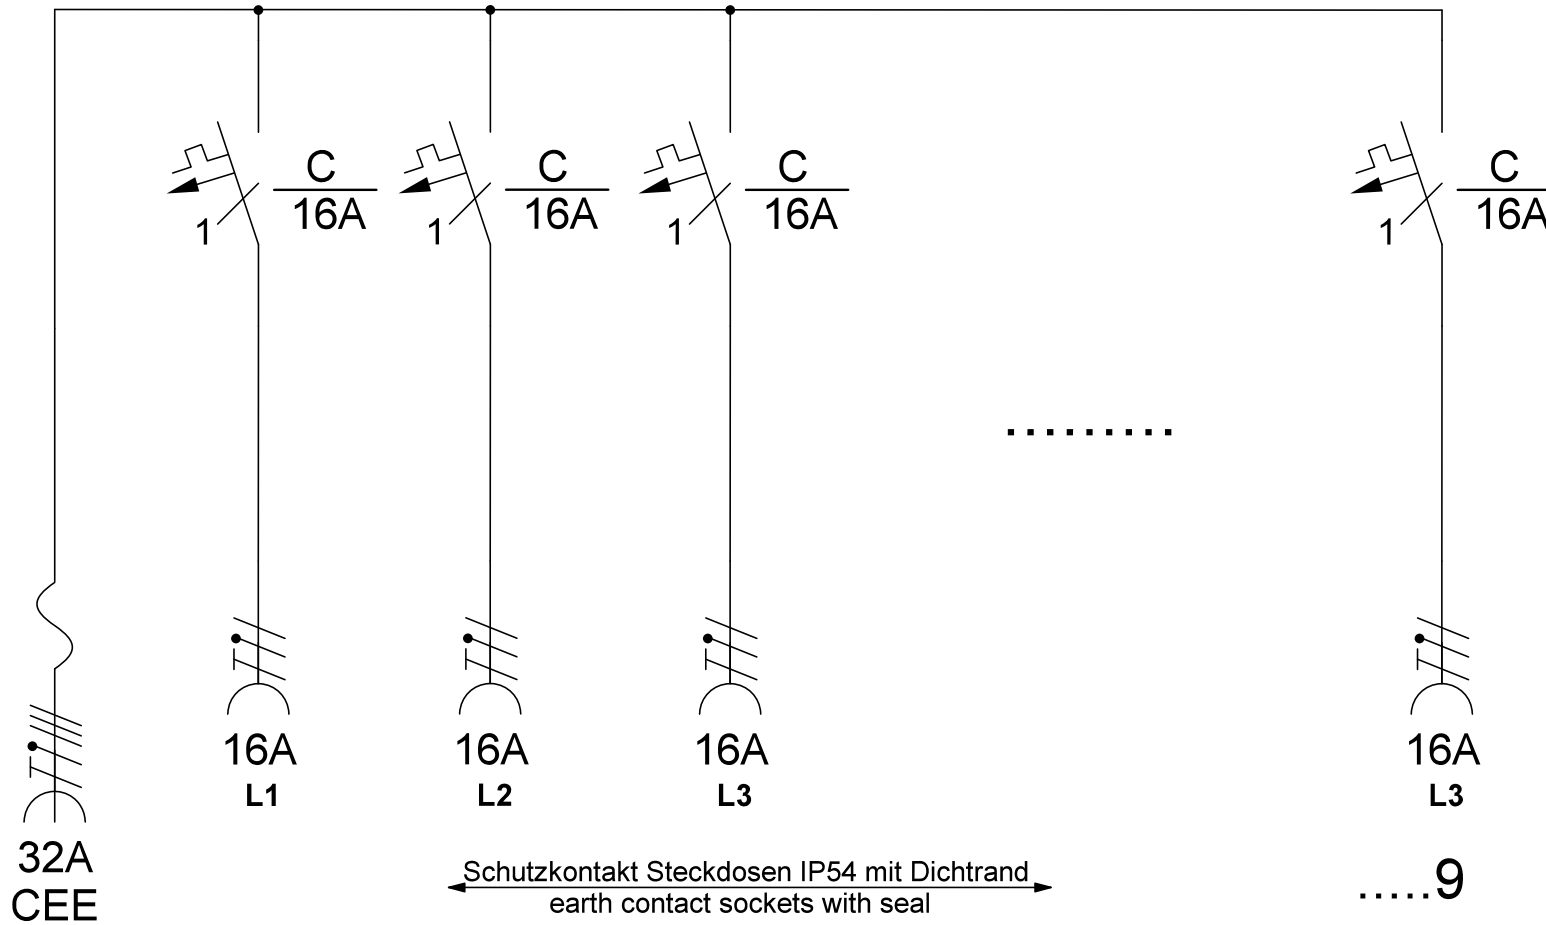 C C C C
16A 16A 16A 16A
1 1 1 1
.........
16A 16A 16A 16A
L1 L2 L3 L3
32A
CEE
Schutzkontakt Steckdosen IP54 mit Dichtrand
earth contact sockets with seal
.....9